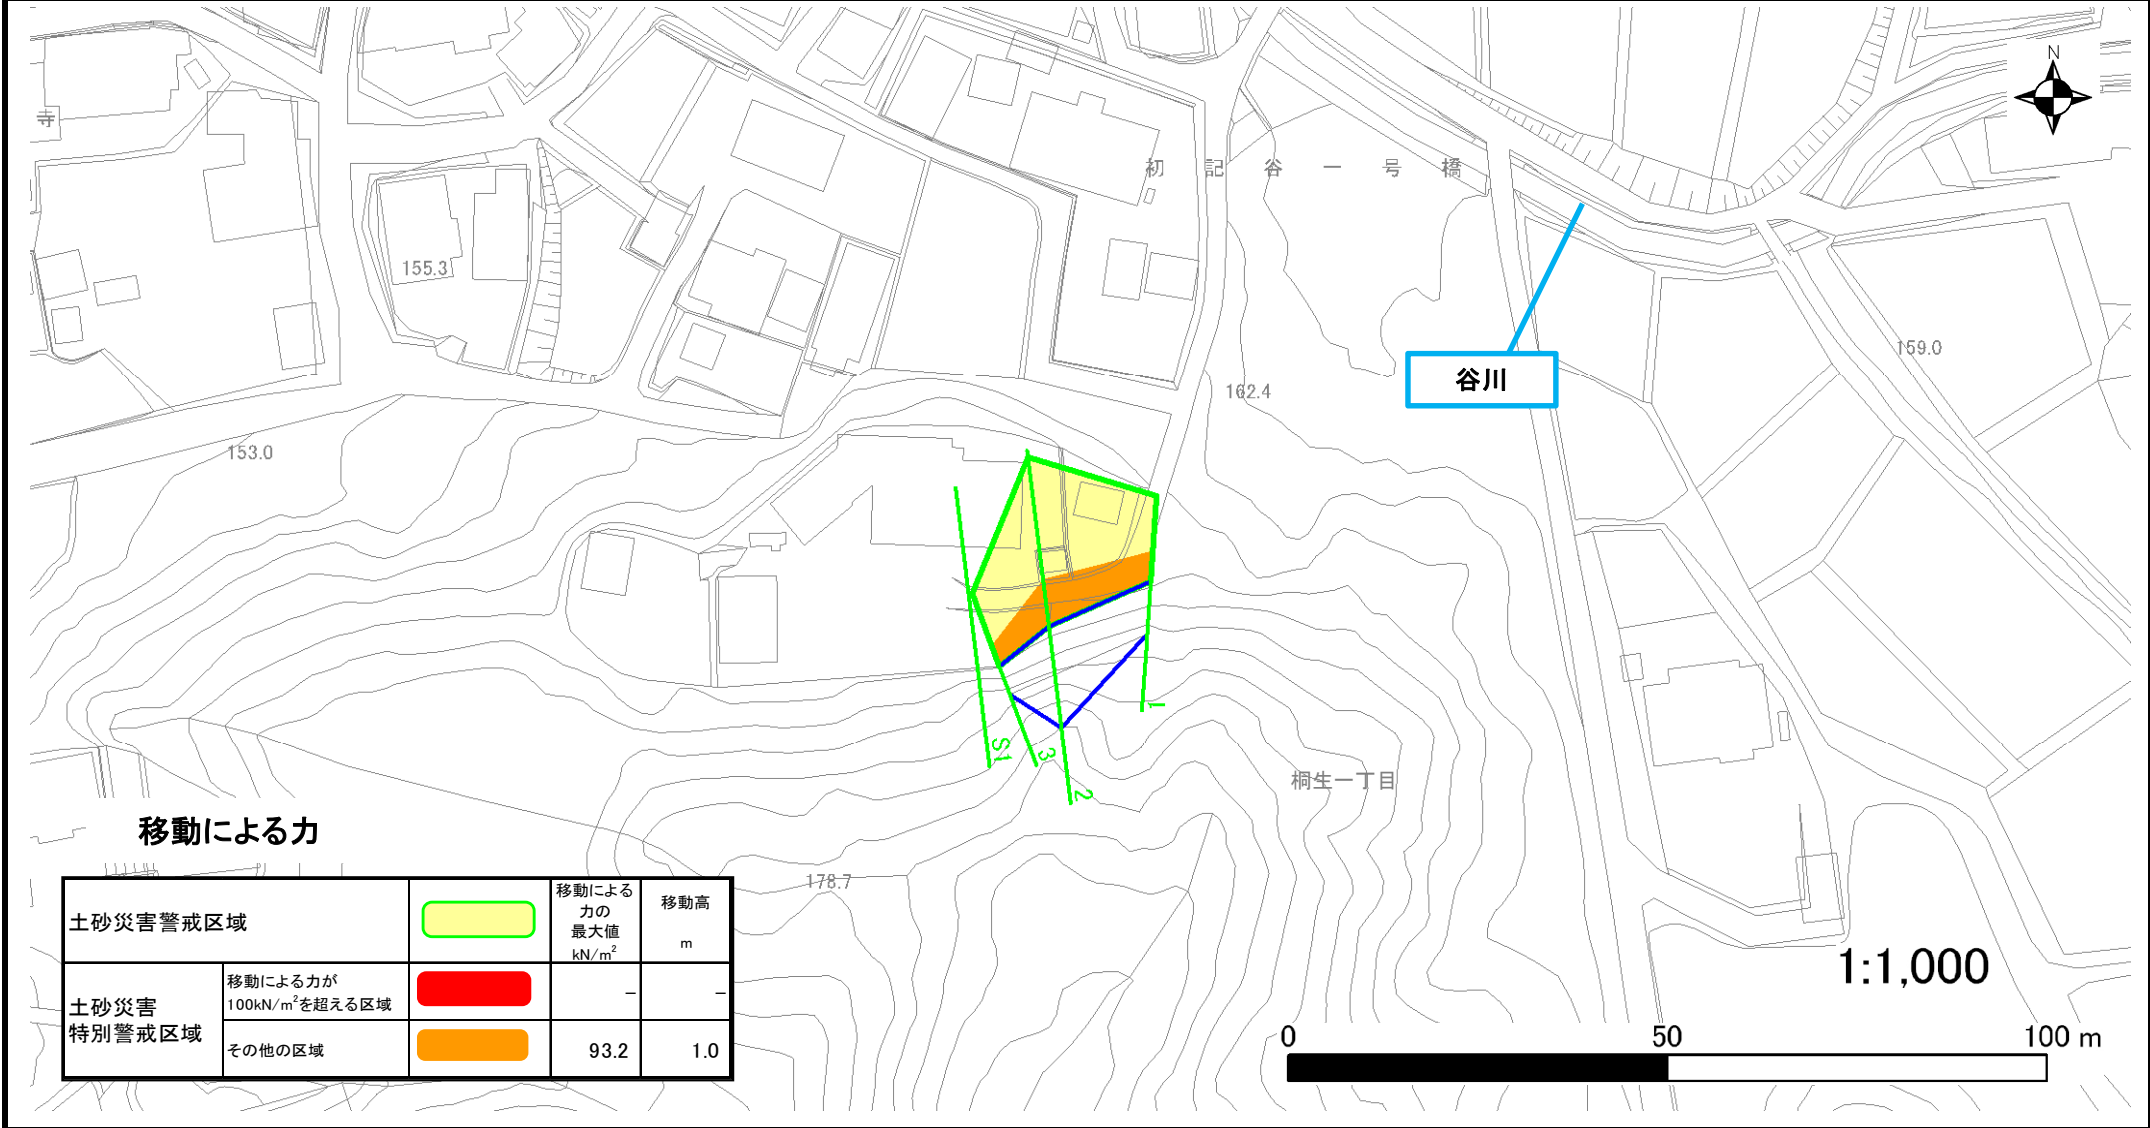 N
寺
初記谷一号橋
155.3
159.0
谷川
162.4
153.0
1
S1
3
2
桐生一丁目
178.7
移動による力
土砂災害警戒区域
移動による
力の
最大値
kN/m²
移動高
m
土砂災害
特別警戒区域
移動による力が
100kN/m²を超える区域
-
-
その他の区域
93.2
1.0
1:1,000
0 50 100 m